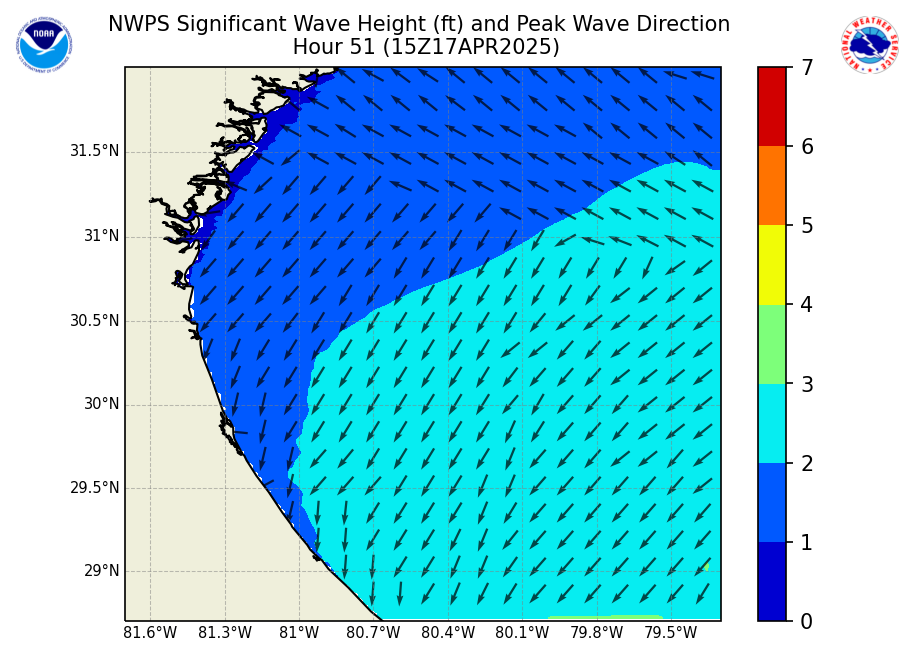 NWPS Significant Wave Height (ft) and Peak Wave Direction
Hour 51 (15Z17APR2025)
NOAA
NATIONAL WEATHER SERVICE
7
6
5
4
3
2
1
0
31.5°N
31°N
30.5°N
30°N
29.5°N
29°N
81.6°W 81.3°W 81°W 80.7°W 80.4°W 80.1°W 79.8°W 79.5°W